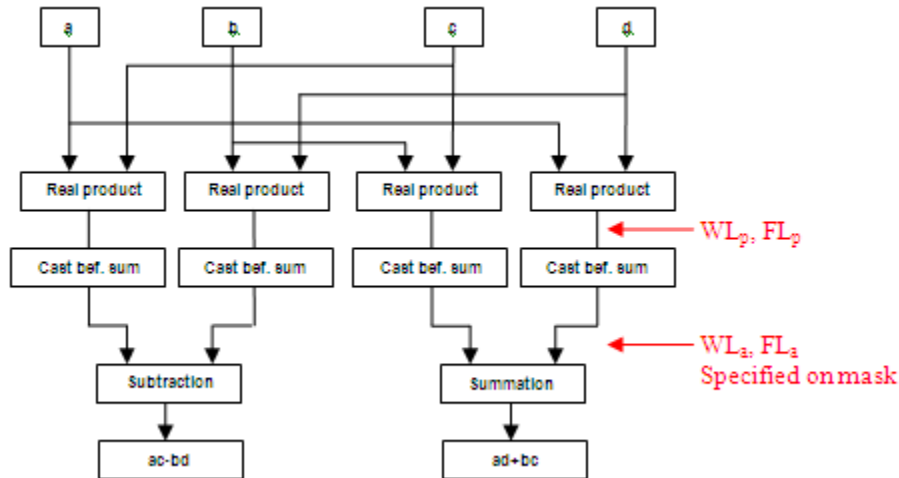 a b c d
Real product Real product Real product Real product
WLp, FLp
Cast bef. sum Cast bef. sum Cast bef. sum Cast bef. sum
WLa, FLa
Specified on mask
Subtraction Summation
ac-bd ad+bc